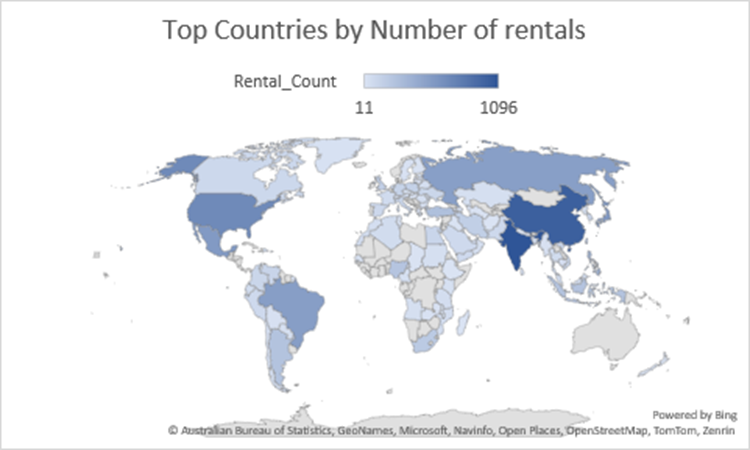 Top Countries by Number of rentals
Rental_Count
11 1096
Powered by Bing
© Australian Bureau of Statistics, GeoNames, Microsoft, Navinfo, Open Places, OpenStreetMap, TomTom, Zenrin